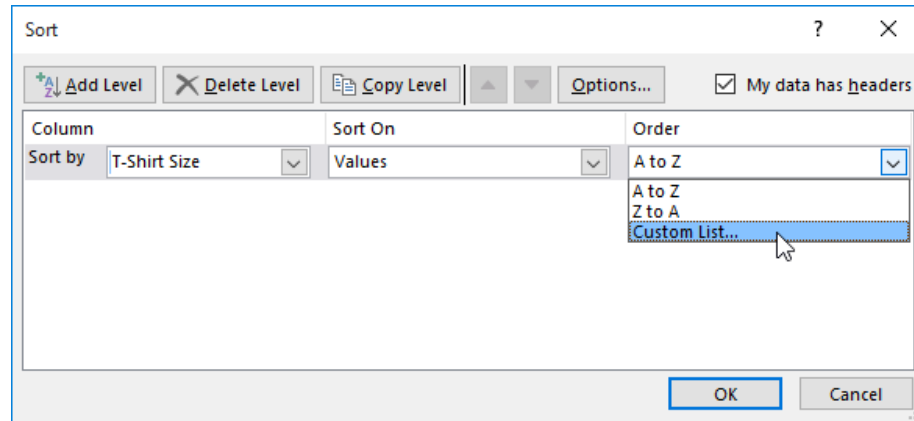 Sort ?
Add Level Delete Level Copy Level Options... My data has headers
Column Sort On Order
Sort by T-Shirt Size Values A to Z
A to Z
Z to A
Custom List...
OK Cancel